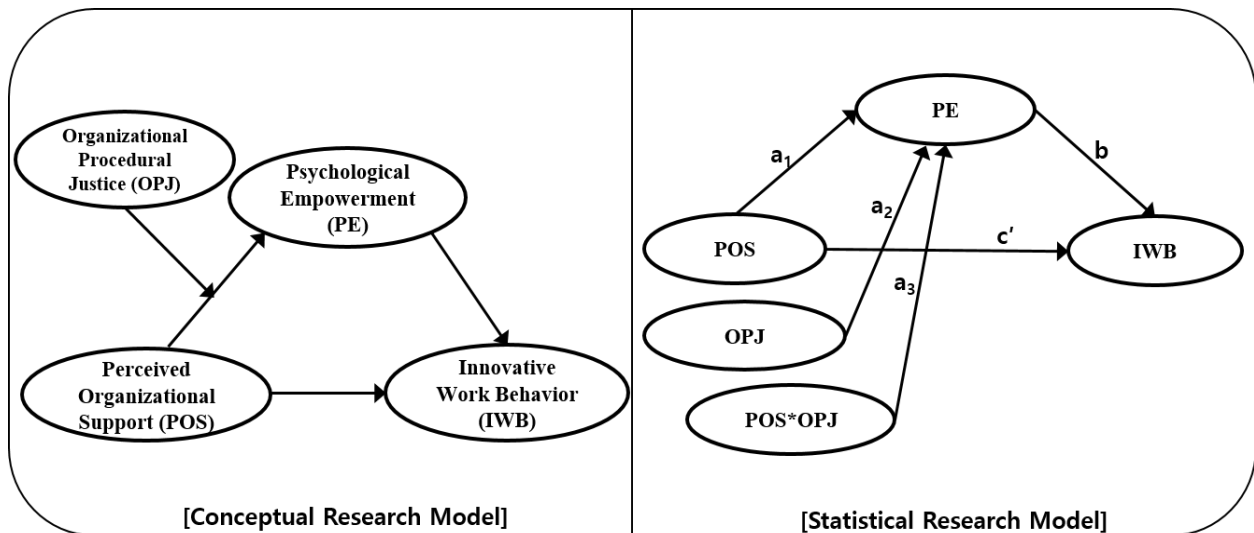 Organizational
Procedural
Justice (OPJ)
Psychological
Empowerment
(PE)
Perceived
Organizational
Support (POS)
Innovative
Work Behavior
(IWB)
[Conceptual Research Model]
PE
a₁
b
a₂
POS
c′
IWB
a₃
OPJ
POS*OPJ
[Statistical Research Model]